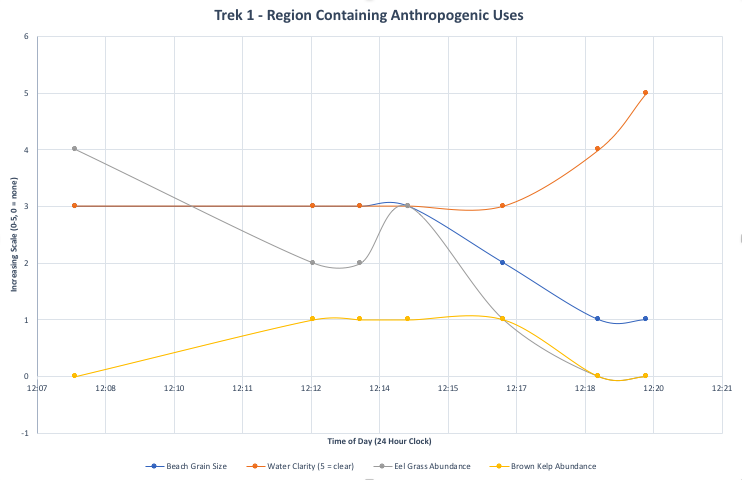 Trek 1 - Region Containing Anthropogenic Uses
6
5
4
3
2
1
0
-1
Increasing Scale (0-5, 0 = none)
12:07 12:08 12:10 12:11 12:12 12:14 12:15 12:17 12:18 12:20 12:21
Time of Day (24 Hour Clock)
Beach Grain Size Water Clarity (5 = clear) Eel Grass Abundance Brown Kelp Abundance